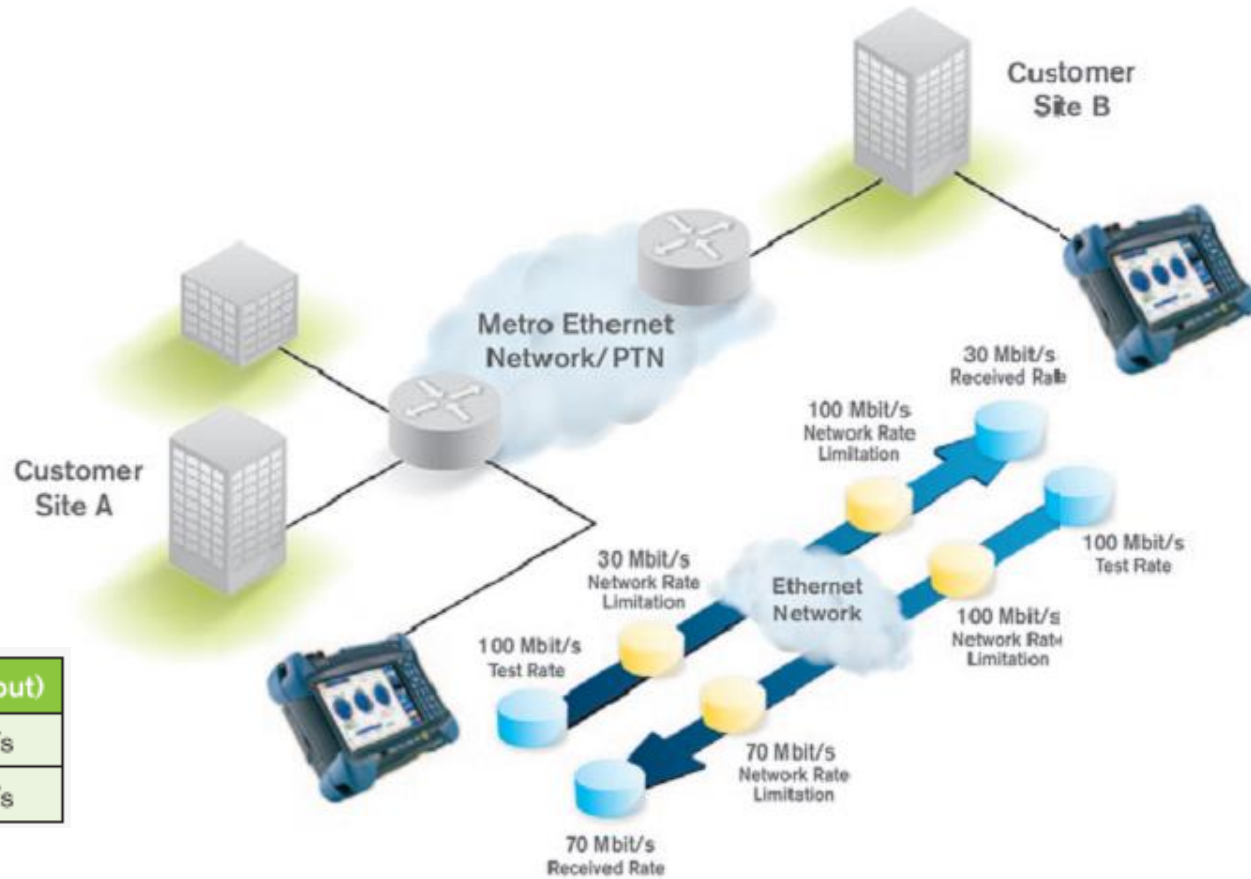 Customer
Site B
Metro Ethernet
Network/PTN
Customer
Site A
30 Mbit/s
Received Rate
100 Mbit/s
Network Rate
Limitation
30 Mbit/s
Network Rate
Limitation
100 Mbit/s
Test Rate
Ethernet
Network
100 Mbit/s
Test Rate
100 Mbit/s
Network Rate
Limitation
70 Mbit/s
Network Rate
Limitation
70 Mbit/s
Received Rate
out)
/s
/s